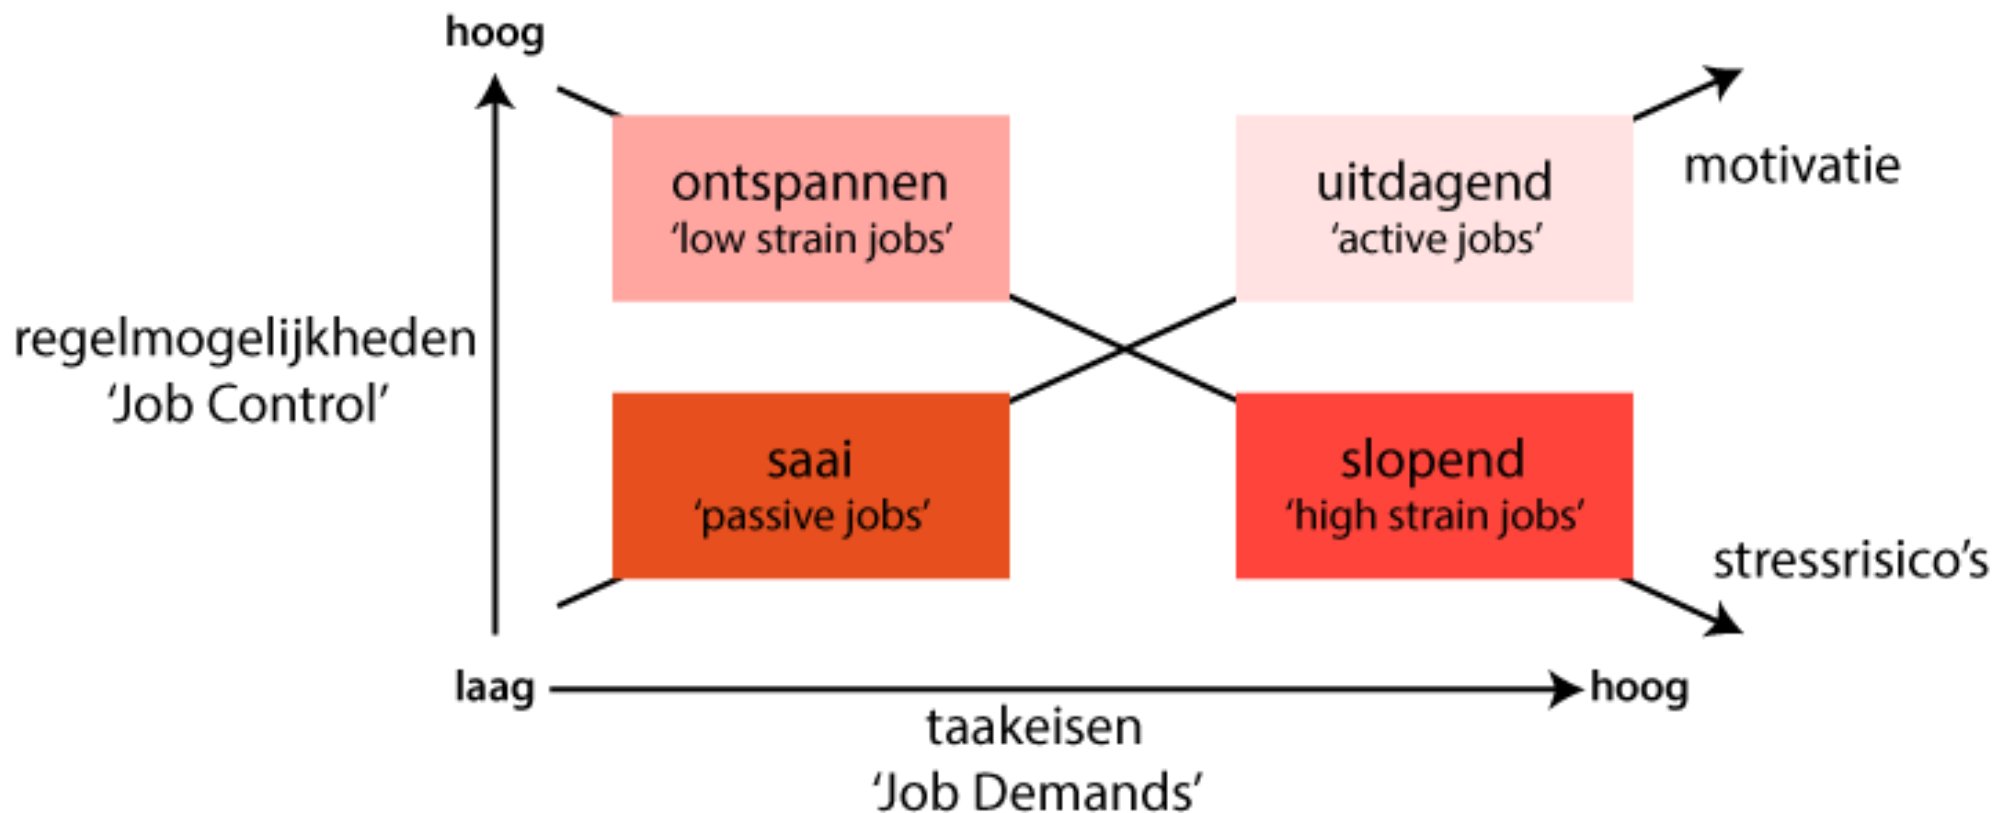 hoog
ontspannen
‘low strain jobs’
uitdagend
‘active jobs’
motivatie
regelmogelijkheden
‘Job Control’
saai
‘passive jobs’
slopend
‘high strain jobs’
stressrisico’s
laag
hoog
taakeisen
‘Job Demands’